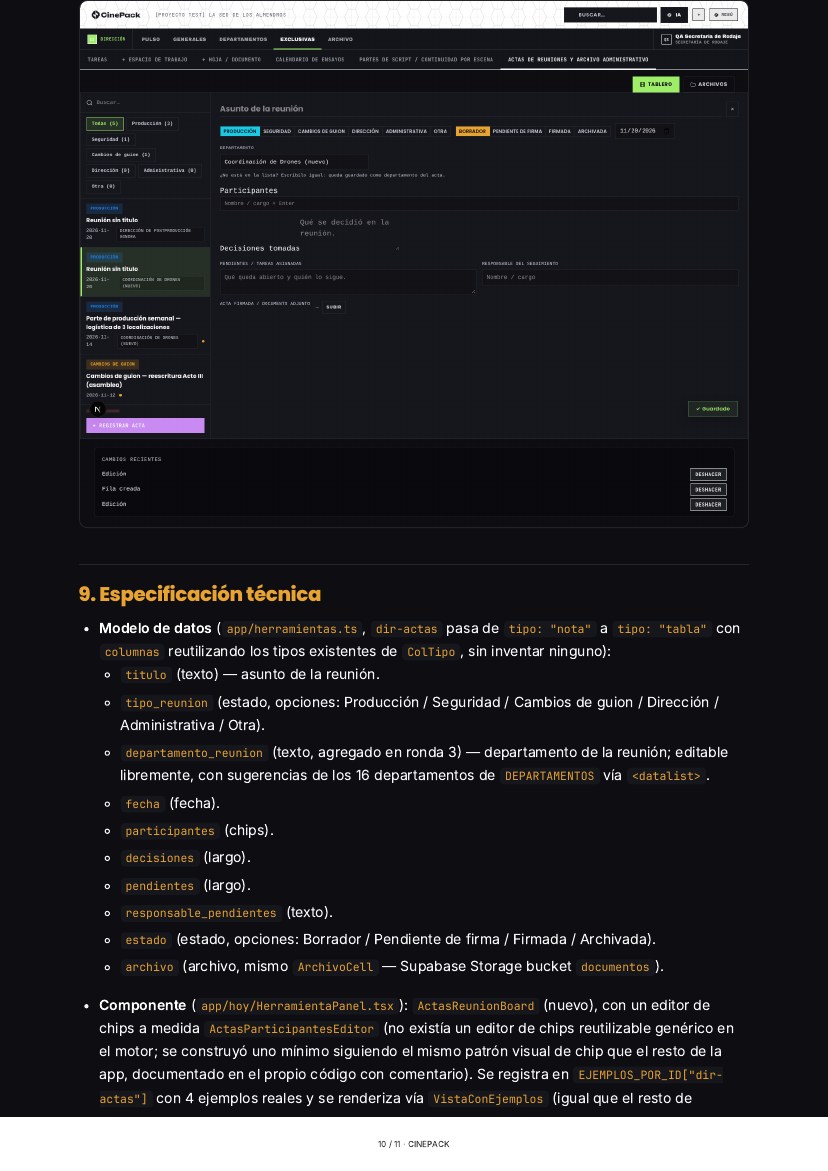 CinePack
[PROYECTO TEST] LA SED DE LOS ALMENDROS
BUSCAR…
IA
MENÚ
DIRECCIÓN
PULSO
GENERALES
DEPARTAMENTOS
EXCLUSIVAS
ARCHIVO
QA Secretaria de Rodaje
SECRETARIA DE RODAJE
TAREAS
+ ESPACIO DE TRABAJO
+ HOJA / DOCUMENTO
CALENDARIO DE ENSAYOS
PARTES DE SCRIPT / CONTINUIDAD POR ESCENA
ACTAS DE REUNIONES Y ARCHIVO ADMINISTRATIVO
TABLERO
ARCHIVOS
Buscar…
Todas (5)
Producción (3)
Seguridad (1)
Cambios de guion (1)
Dirección (0)
Administrativa (0)
Otra (0)
PRODUCCIÓN
Reunión sin título
2026-11-20
DIRECCIÓN DE POSTPRODUCCIÓN SONORA
PRODUCCIÓN
Reunión sin título
2026-11-20
COORDINACIÓN DE DRONES (NUEVO)
PRODUCCIÓN
Parte de producción semanal —
logística de 3 localizaciones
2026-11-14
COORDINACIÓN DE DRONES (NUEVO)
CAMBIOS DE GUION
Cambios de guion — reescritura Acto III
(asamblea)
2026-11-12
N
+ REGISTRAR ACTA
Asunto de la reunión
PRODUCCIÓN SEGURIDAD CAMBIOS DE GUION DIRECCIÓN ADMINISTRATIVA OTRA
BORRADOR PENDIENTE DE FIRMA FIRMADA ARCHIVADA
11/20/2026
DEPARTAMENTO
Coordinación de Drones (nuevo)
¿No está en la lista? Escribilo igual: queda guardado como departamento del acta.
Participantes
Nombre / cargo + Enter
Qué se decidió en la
reunión.
Decisiones tomadas
PENDIENTES / TAREAS ASIGNADAS
Qué queda abierto y quién lo sigue.
RESPONSABLE DEL SEGUIMIENTO
Nombre / cargo
ACTA FIRMADA / DOCUMENTO ADJUNTO
—
SUBIR
✓ Guardado
CAMBIOS RECIENTES
Edición
DESHACER
Fila creada
DESHACER
Edición
DESHACER
9. Especificación técnica
• Modelo de datos ( app/herramientas.ts , dir-actas pasa de tipo: "nota" a tipo: "tabla" con
columnas reutilizando los tipos existentes de ColTipo , sin inventar ninguno):
titulo (texto) — asunto de la reunión.
tipo_reunion (estado, opciones: Producción / Seguridad / Cambios de guion / Dirección /
Administrativa / Otra).
departamento_reunion (texto, agregado en ronda 3) — departamento de la reunión; editable
libremente, con sugerencias de los 16 departamentos de DEPARTAMENTOS vía <datalist> .
fecha (fecha).
participantes (chips).
decisiones (largo).
pendientes (largo).
responsable_pendientes (texto).
estado (estado, opciones: Borrador / Pendiente de firma / Firmada / Archivada).
archivo (archivo, mismo ArchivoCell — Supabase Storage bucket documentos ).
• Componente ( app/hoy/HerramientaPanel.tsx ): ActasReunionBoard (nuevo), con un editor de
chips a medida ActasParticipantesEditor (no existía un editor de chips reutilizable genérico en
el motor; se construyó uno mínimo siguiendo el mismo patrón visual de chip que el resto de la
app, documentado en el propio código con comentario). Se registra en EJEMPLOS_POR_ID["dir-
actas"] con 4 ejemplos reales y se renderiza vía VistaConEjemplos (igual que el resto de
10 / 11 · CINEPACK